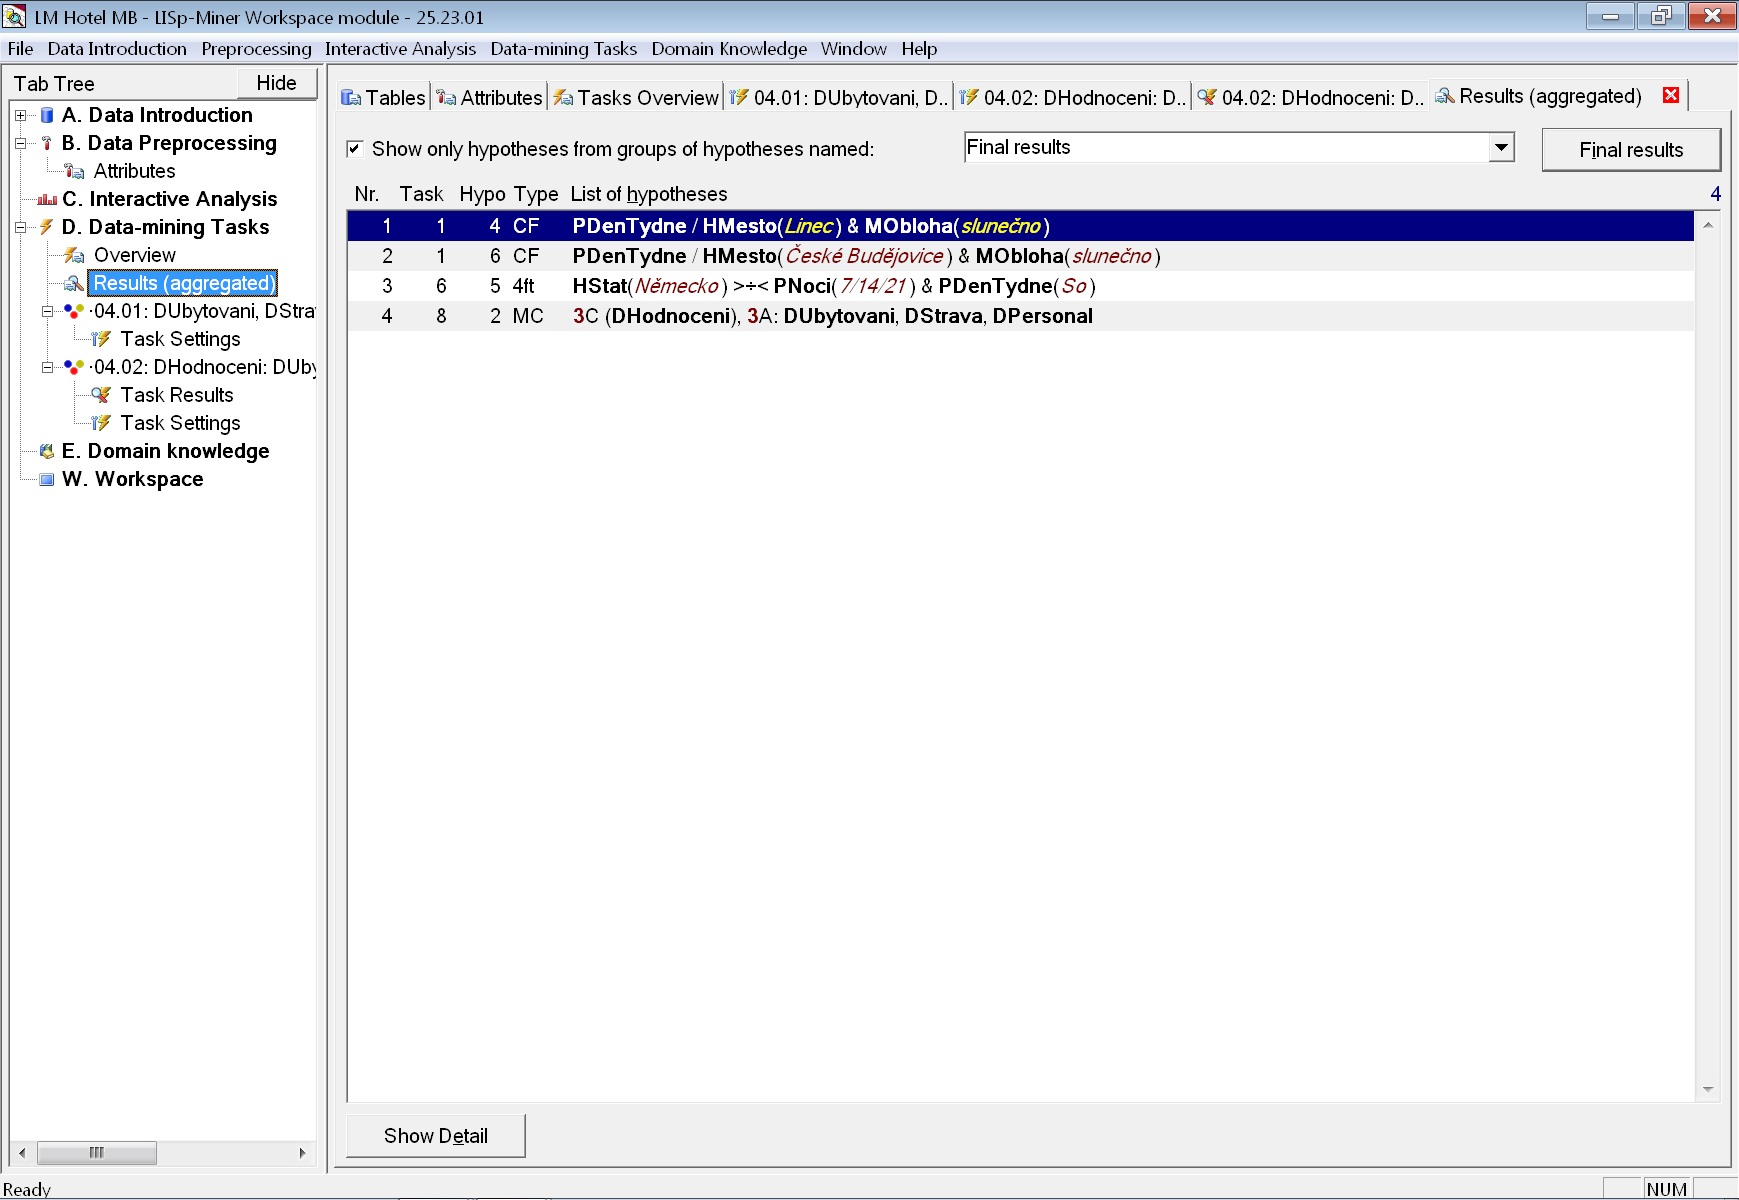 LM Hotel MB - LISp-Miner Workspace module - 25.23.01
File Data Introduction Preprocessing Interactive Analysis Data-mining Tasks Domain Knowledge Window Help
Tab Tree
Hide
A. Data Introduction
B. Data Preprocessing
Attributes
C. Interactive Analysis
D. Data-mining Tasks
Overview
Results (aggregated)
·04.01: DUbytovani, DStra
Task Settings
·04.02: DHodnoceni: DUby
Task Results
Task Settings
E. Domain knowledge
W. Workspace
Tables Attributes Tasks Overview 04.01: DUbytovani, D.. 04.02: DHodnoceni: D.. 04.02: DHodnoceni: D.. Results (aggregated)
Show only hypotheses from groups of hypotheses named: Final results Final results
Nr. Task Hypo Type List of hypotheses 4
1 1 4 CF PDenTydne / HMesto(Linec) & MObloha(slunečno)
2 1 6 CF PDenTydne / HMesto(České Budějovice) & MObloha(slunečno)
3 6 5 4ft HStat(Německo) >÷< PNoci(7/14/21) & PDenTydne(So)
4 8 2 MC 3C (DHodnoceni), 3A: DUbytovani, DStrava, DPersonal
Show Detail
Ready
NUM